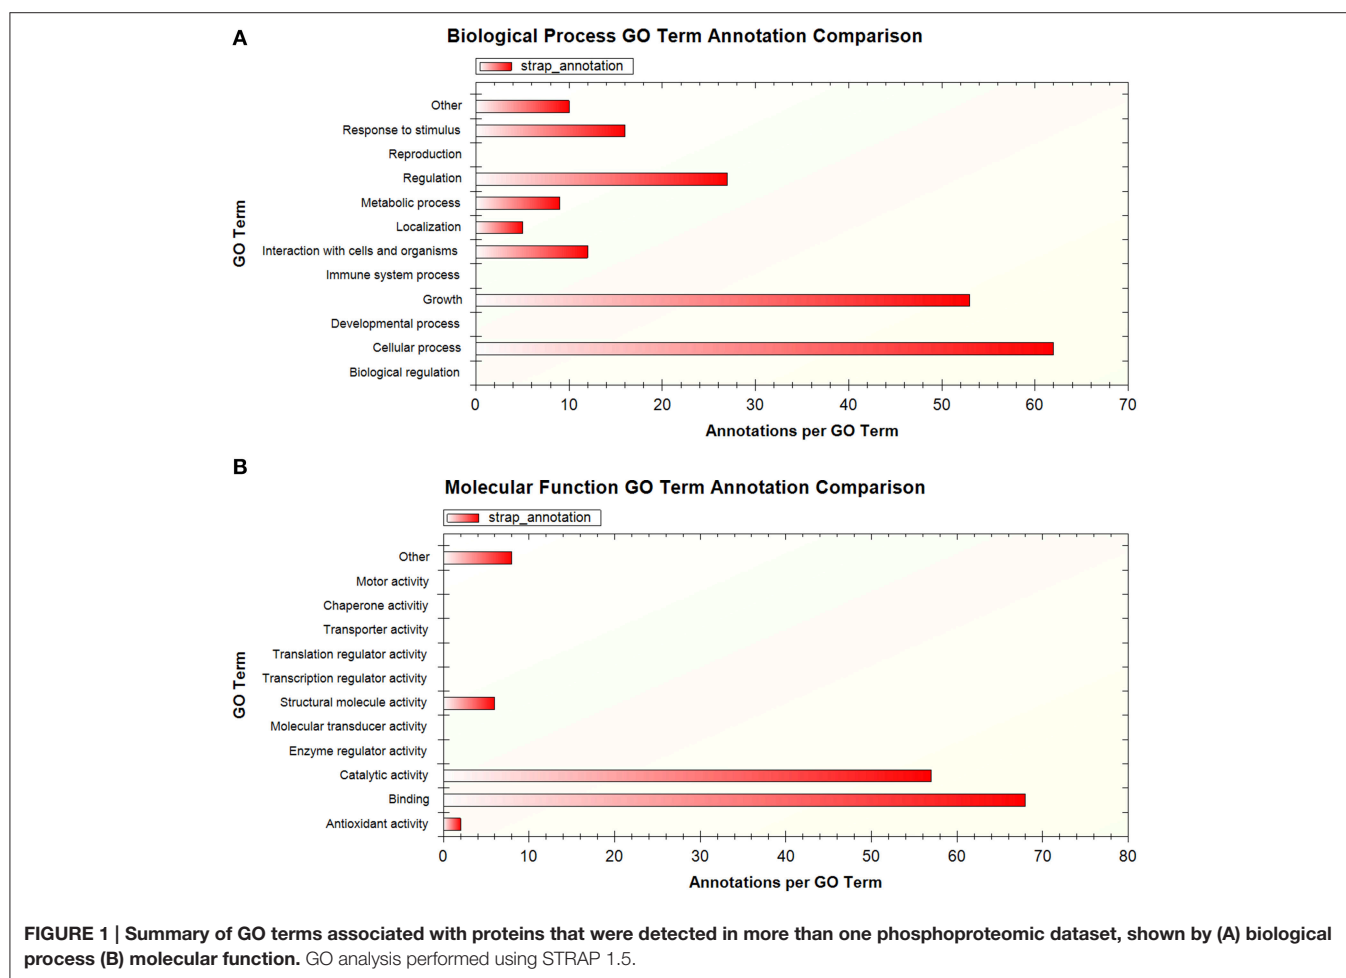 A
Biological Process GO Term Annotation Comparison
strap_annotation
GO Term
Other
Response to stimulus
Reproduction
Regulation
Metabolic process
Localization
Interaction with cells and organisms
Immune system process
Growth
Developmental process
Cellular process
Biological regulation
0 10 20 30 40 50 60 70
Annotations per GO Term
B
Molecular Function GO Term Annotation Comparison
strap_annotation
GO Term
Other
Motor activity
Chaperone activitiy
Transporter activity
Translation regulator activity
Transcription regulator activity
Structural molecule activity
Molecular transducer activity
Enzyme regulator activity
Catalytic activity
Binding
Antioxidant activity
0 10 20 30 40 50 60 70 80
Annotations per GO Term
FIGURE 1 | Summary of GO terms associated with proteins that were detected in more than one phosphoproteomic dataset, shown by (A) biological
process (B) molecular function. GO analysis performed using STRAP 1.5.